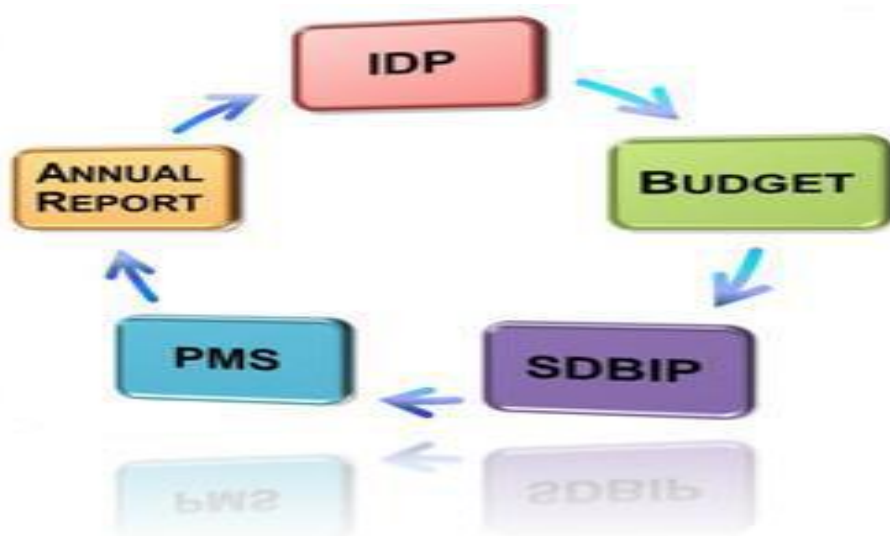 IDP
BUDGET
SDBIP
PMS
ANNUAL
REPORT